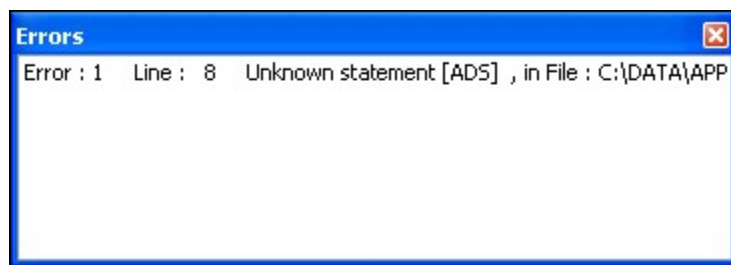 Errors
Error : 1 Line : 8 Unknown statement [ADS] , in File : C:\DATA\APP